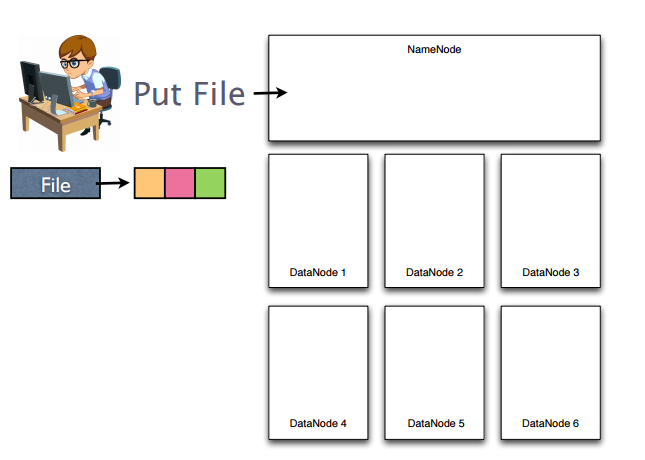 NameNode
Put File
File
DataNode 1
DataNode 2
DataNode 3
DataNode 4
DataNode 5
DataNode 6